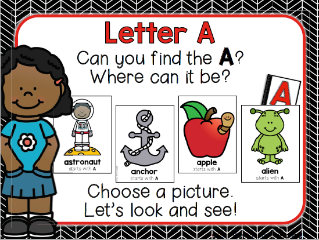 Letter A
Can you find the A?
Where can it be?
A
astronaut
starts with A
anchor
starts with A
apple
starts with A
alien
starts with A
Choose a picture.
Let's look and see!